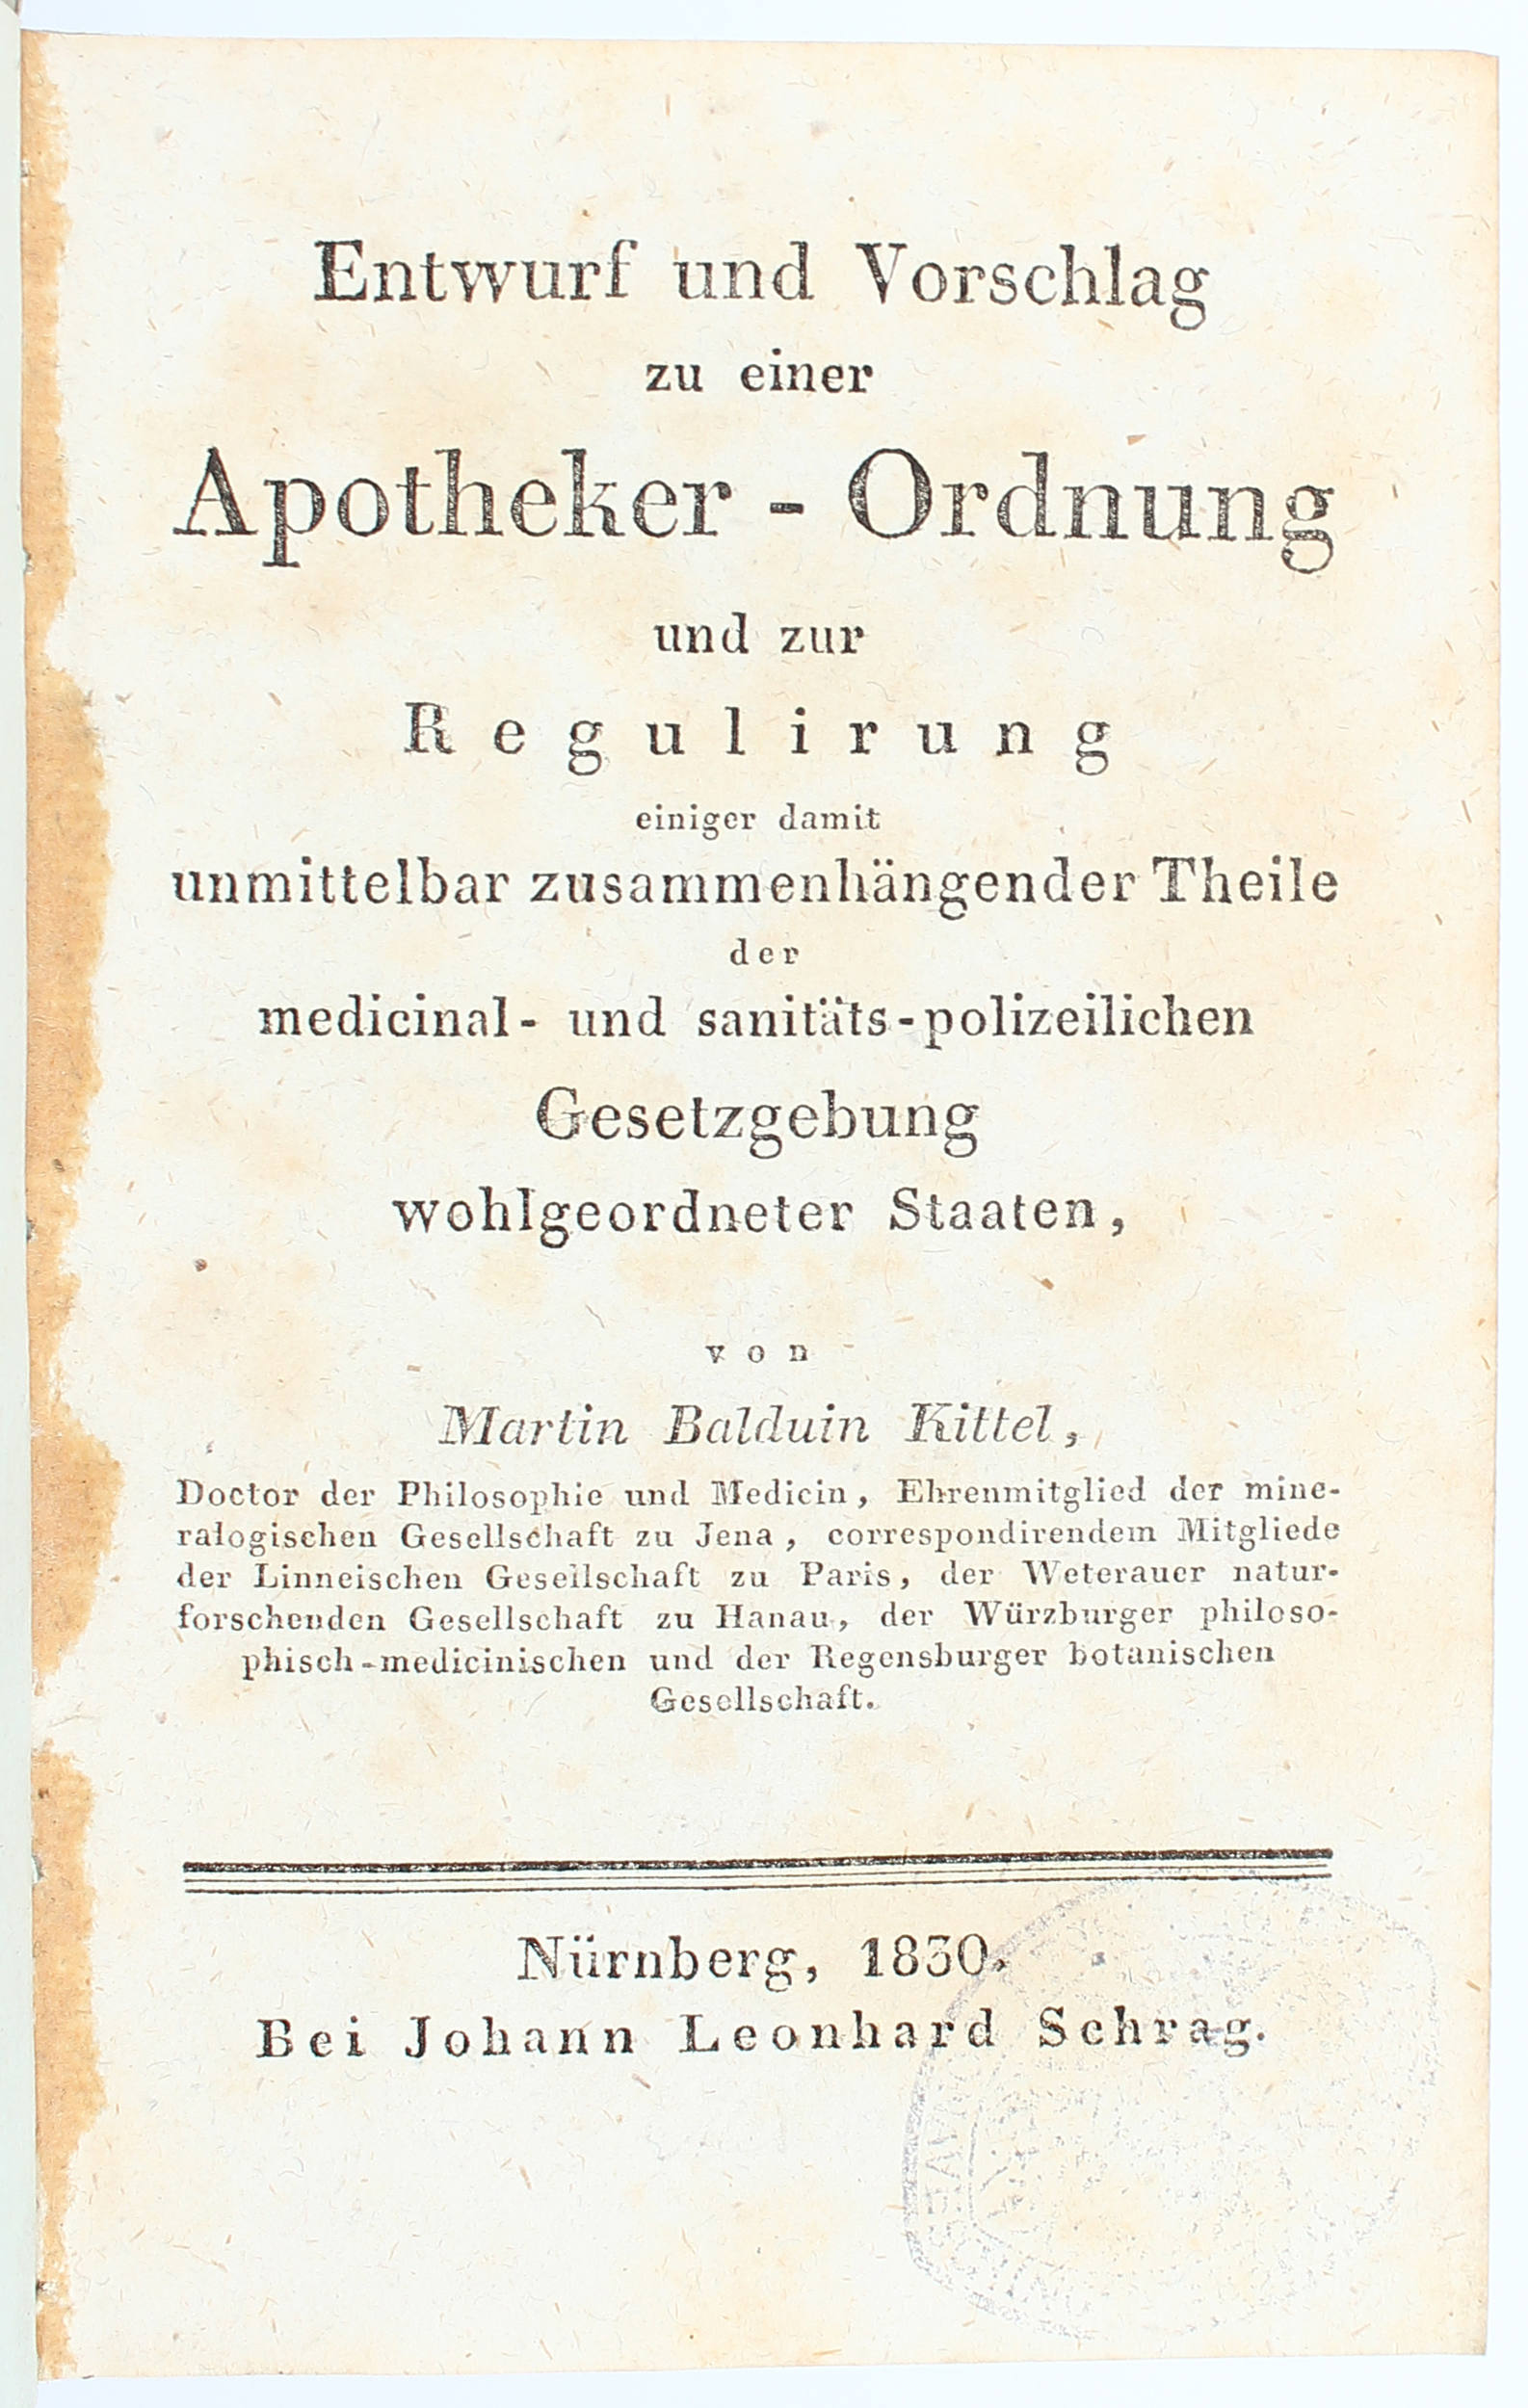 Entwurf und Vorschlag
zu einer
Apotheker - Ordnung
und zur
Regulirung
einiger damit
unmittelbar zusammenhängender Theile
der
medicinal- und sanitäts-polizeilichen
Gesetzgebung
wohlgeordneter Staaten,
von
Martin Balduin Kittel,
Doctor der Philosophie und Medicin, Ehrenmitglied der mine-
ralogischen Gesellschaft zu Jena, correspondirendem Mitgliede
der Linneischen Gesellschaft zu Paris, der Weterauer natur-
forschenden Gesellschaft zu Hanau, der Würzburger philoso-
phisch-medicinischen und der Regensburger botanischen
Gesellschaft.
Nürnberg, 1830.
Bei Johann Leonhard Schrag.